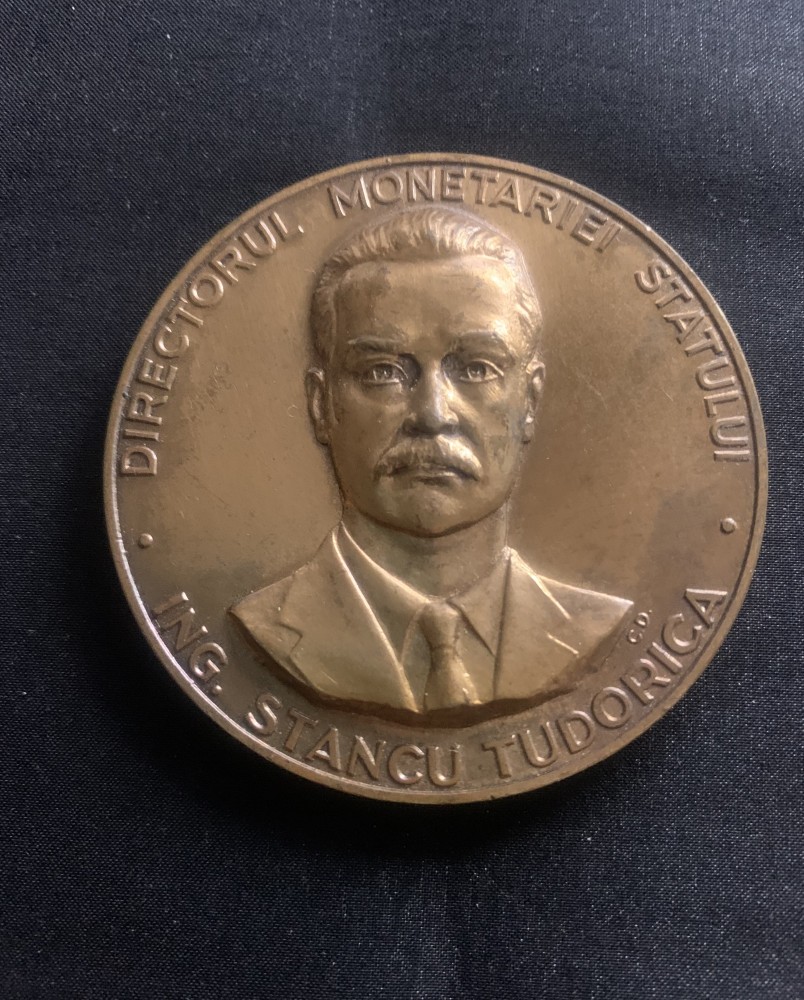 DIRECTORUL MONETARIEI STATULUI
ING. STANCU TUDORICA
C.D.